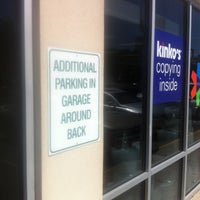 ADDITIONAL
PARKING IN
GARAGE
AROUND
BACK
kinko's
copying
inside